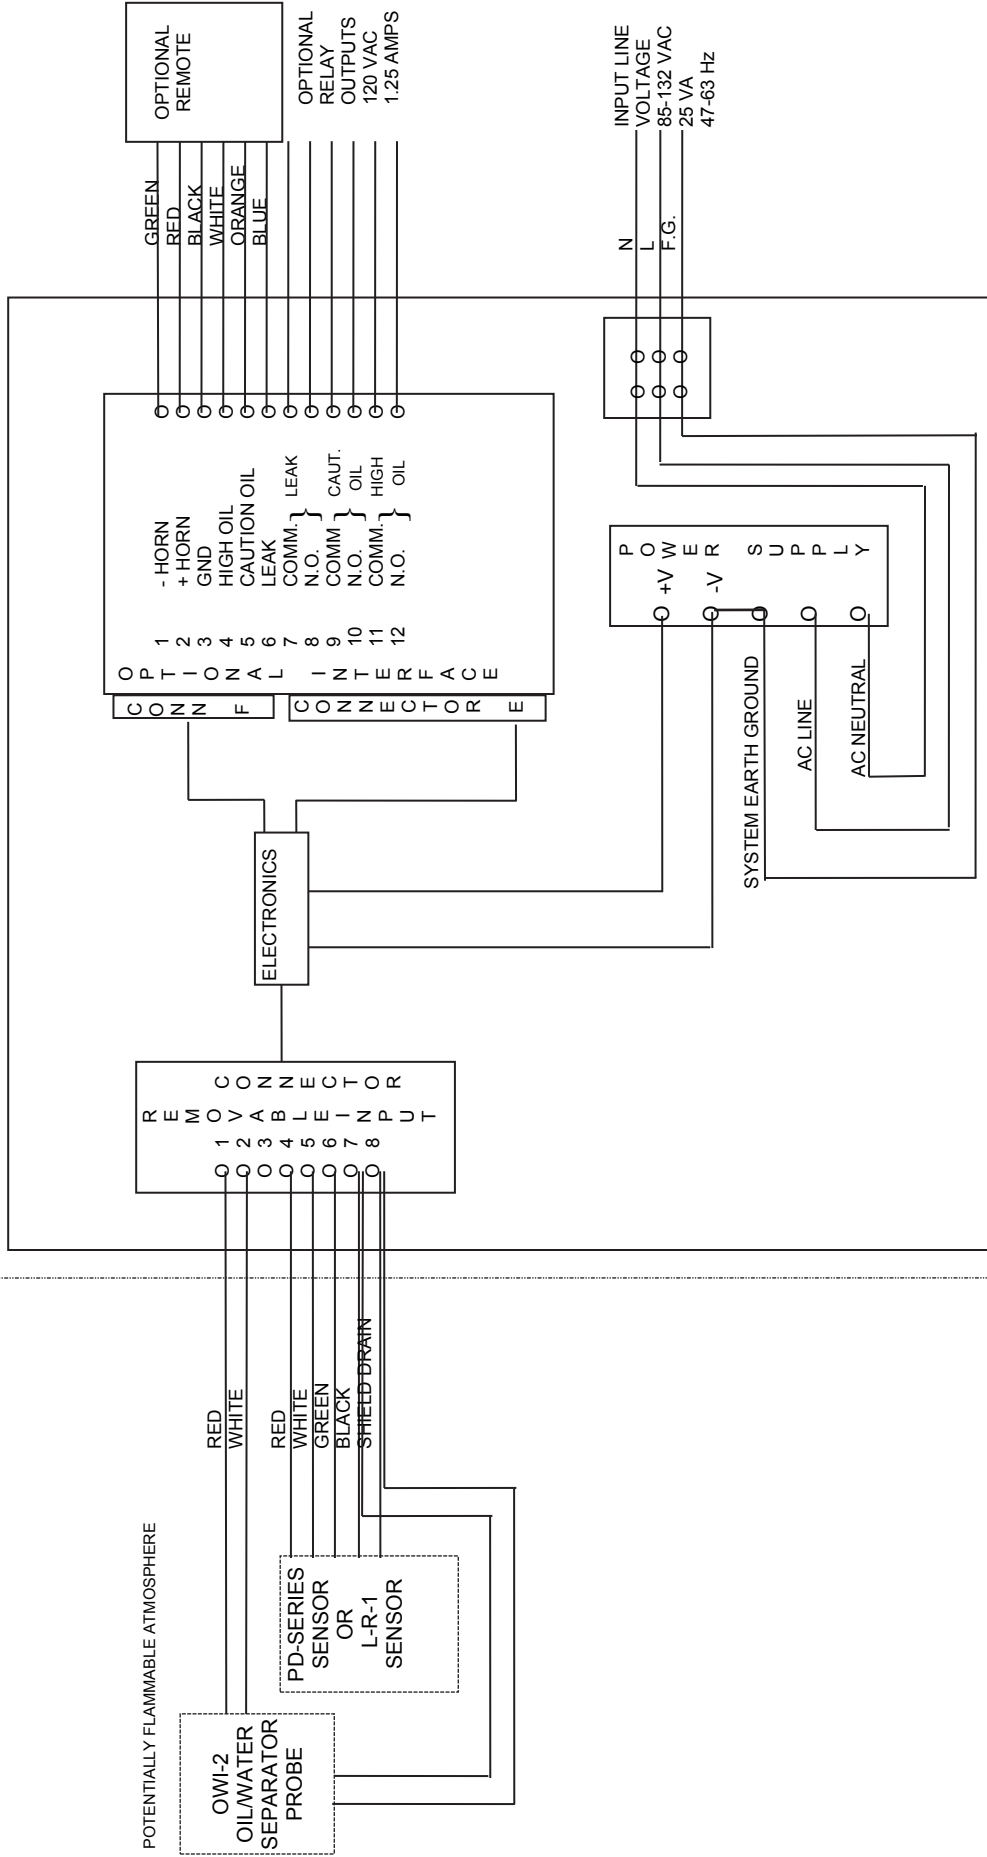 POTENTIALLY FLAMMABLE ATMOSPHERE
OWI-2
OIL/WATER
SEPARATOR
PROBE
PD-SERIES
SENSOR
OR
L-R-1
SENSOR
RED
WHITE
RED
WHITE
GREEN
BLACK
SHIELD DRAIN
O 1
O 2
O 3
O 4
O 5
O 6
O 7
O 8
REMOVABLE INPUT
CONNECTOR
ELECTRONICS
CONN F
CONNECTOR E
OPTIONAL INTERFACE
1 - HORN O
2 + HORN O
3 GND O
4 HIGH OIL O
5 CAUTION OIL O
6 LEAK O
7 COMM. O
8 N.O. O
} LEAK
9 COMM O
10 N.O. O
} CAUT.
OIL
11 COMM. O
12 N.O. O
} HIGH
OIL
GREEN
RED
BLACK
WHITE
ORANGE
BLUE
OPTIONAL
REMOTE
OPTIONAL
RELAY
OUTPUTS
120 VAC
1.25 AMPS
SYSTEM EARTH GROUND
AC LINE
AC NEUTRAL
O +V
O -V
O
O
O
POWER SUPPLY
O O
O O
O O
N
L
F.G.
INPUT LINE
VOLTAGE
85-132 VAC
25 VA
47-63 Hz